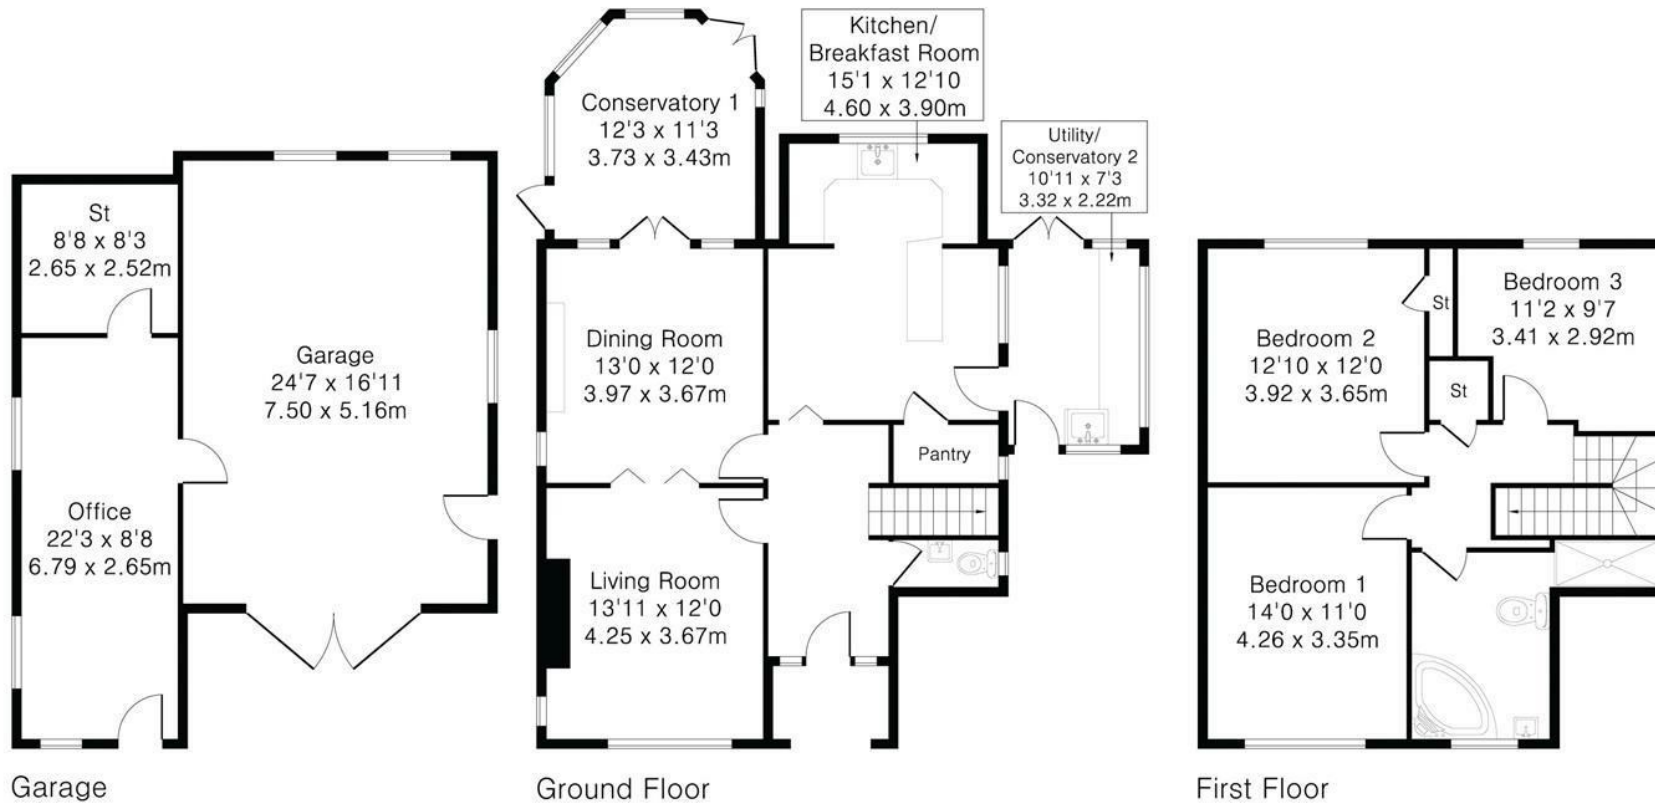 St
8'8 x 8'3
2.65 x 2.52m
Garage
24'7 x 16'11
7.50 x 5.16m
Office
22'3 x 8'8
6.79 x 2.65m
Garage
Conservatory 1
12'3 x 11'3
3.73 x 3.43m
Kitchen/
Breakfast Room
15'1 x 12'10
4.60 x 3.90m
Utility/
Conservatory 2
10'11 x 7'3
3.32 x 2.22m
Dining Room
13'0 x 12'0
3.97 x 3.67m
Pantry
Living Room
13'11 x 12'0
4.25 x 3.67m
Ground Floor
Bedroom 2
12'10 x 12'0
3.92 x 3.65m
St
Bedroom 3
11'2 x 9'7
3.41 x 2.92m
St
Bedroom 1
14'0 x 11'0
4.26 x 3.35m
First Floor